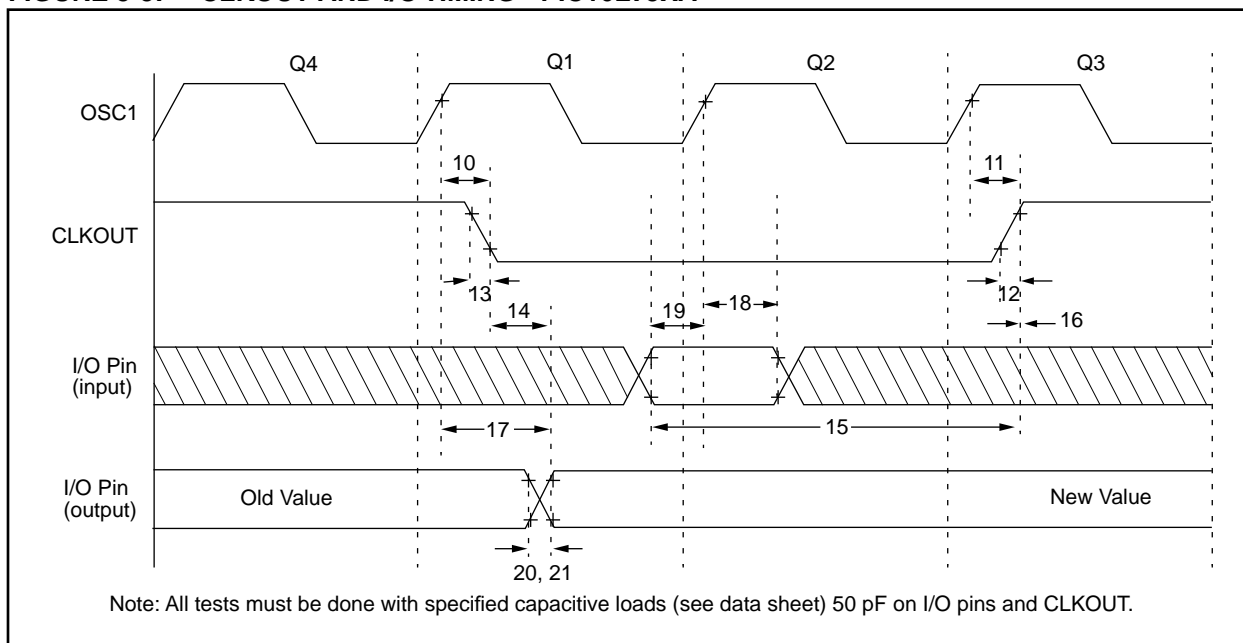 Q4 Q1 Q2 Q3
OSC1
10 11
CLKOUT
13 12
14 19 18 16
I/O Pin
(input)
17 15
I/O Pin
(output)
Old Value New Value
20, 21
Note: All tests must be done with specified capacitive loads (see data sheet) 50 pF on I/O pins and CLKOUT.